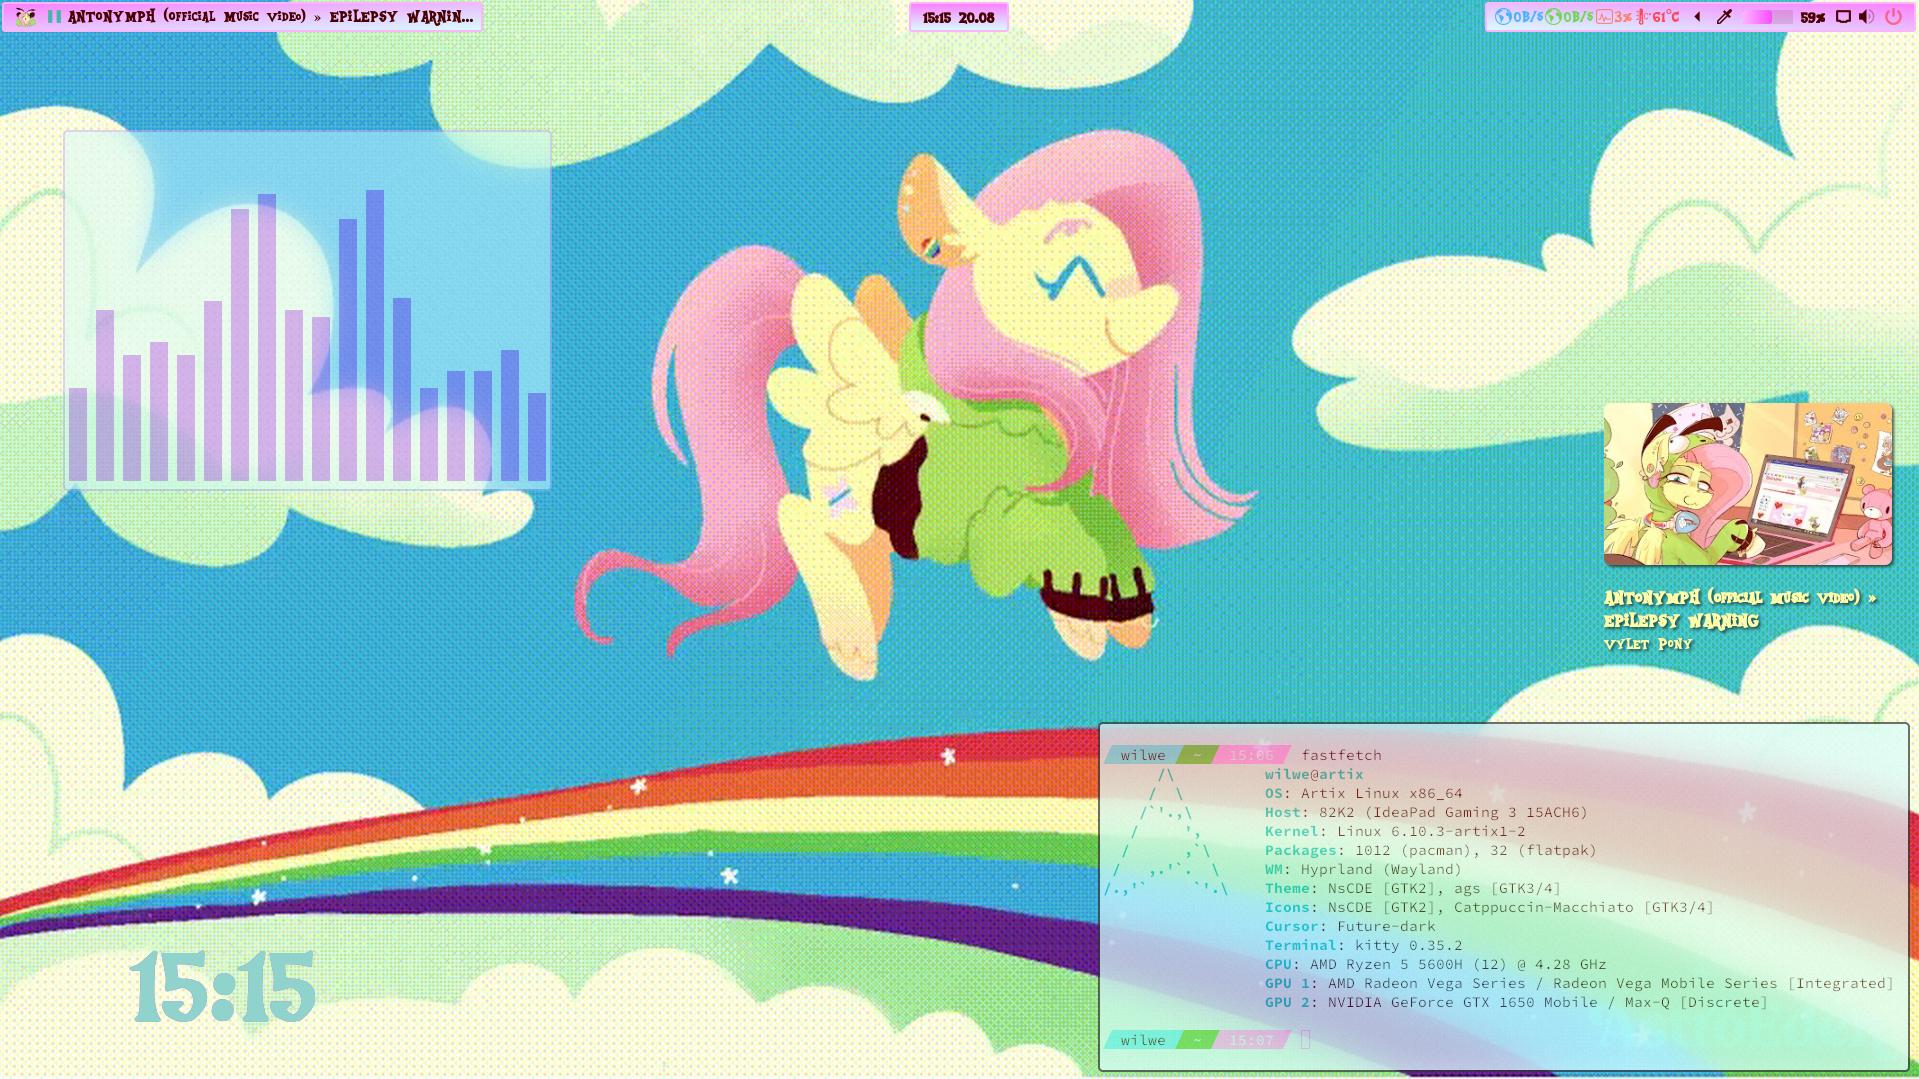 ANTONYMPH (OFFICIAL MUSIC VIDEO) » EPILEPSY WARNIN...
15:15 20.08
0B/s 0B/s 3% 61°C 59%
ANTONYMPH (OFFICIAL MUSIC VIDEO) »
EPILEPSY WARNING
VYLET PONY
wilwe ~ 15:06 fastfetch
wilwe@artix
OS: Artix Linux x86_64
Host: 82K2 (IdeaPad Gaming 3 15ACH6)
Kernel: Linux 6.10.3-artix1-2
Packages: 1012 (pacman), 32 (flatpak)
WM: Hyprland (Wayland)
Theme: NsCDE [GTK2], ags [GTK3/4]
Icons: NsCDE [GTK2], Catppuccin-Macchiato [GTK3/4]
Cursor: Future-dark
Terminal: kitty 0.35.2
CPU: AMD Ryzen 5 5600H (12) @ 4.28 GHz
GPU 1: AMD Radeon Vega Series / Radeon Vega Mobile Series [Integrated]
GPU 2: NVIDIA GeForce GTX 1650 Mobile / Max-Q [Discrete]
wilwe ~ 15:07
15:15